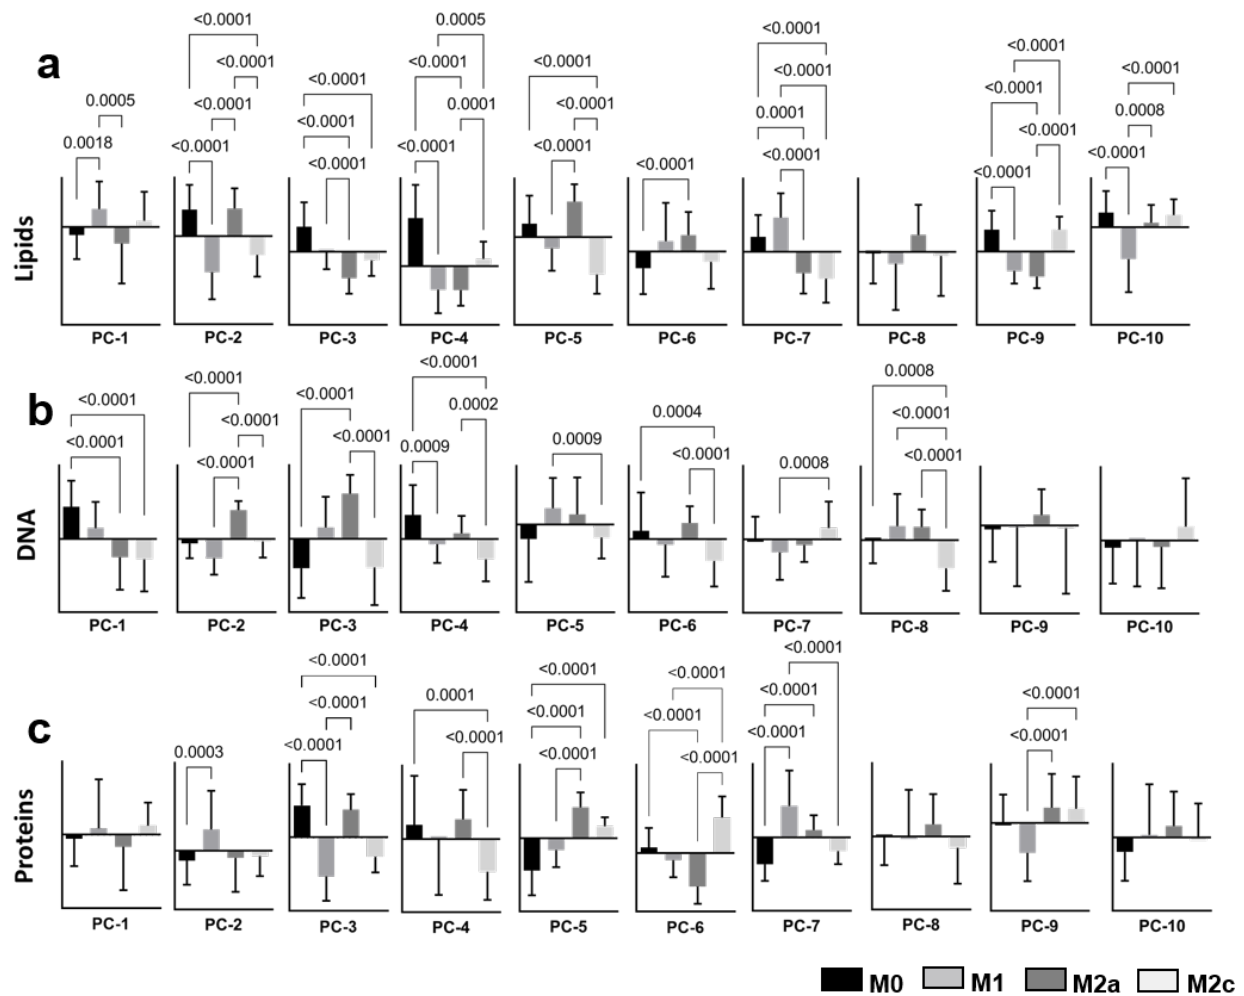 a
Lipids
0.0018
0.0005
PC-1
<0.0001
<0.0001
<0.0001
<0.0001
PC-2
<0.0001
<0.0001
<0.0001
PC-3
0.0005
<0.0001
0.0001
<0.0001
PC-4
<0.0001
<0.0001
<0.0001
PC-5
<0.0001
PC-6
<0.0001
<0.0001
0.0001
<0.0001
PC-7
PC-8
<0.0001
<0.0001
<0.0001
<0.0001
PC-9
<0.0001
0.0008
<0.0001
PC-10
b
DNA
<0.0001
<0.0001
PC-1
<0.0001
<0.0001
<0.0001
PC-2
<0.0001
<0.0001
PC-3
<0.0001
0.0002
0.0009
PC-4
0.0009
PC-5
0.0004
<0.0001
PC-6
0.0008
PC-7
0.0008
<0.0001
<0.0001
PC-8
PC-9
PC-10
c
Proteins
PC-1
0.0003
PC-2
<0.0001
<0.0001
<0.0001
PC-3
0.0001
<0.0001
PC-4
<0.0001
<0.0001
<0.0001
PC-5
<0.0001
<0.0001
<0.0001
PC-6
<0.0001
<0.0001
<0.0001
PC-7
PC-8
<0.0001
<0.0001
PC-9
PC-10
M0 M1 M2a M2c